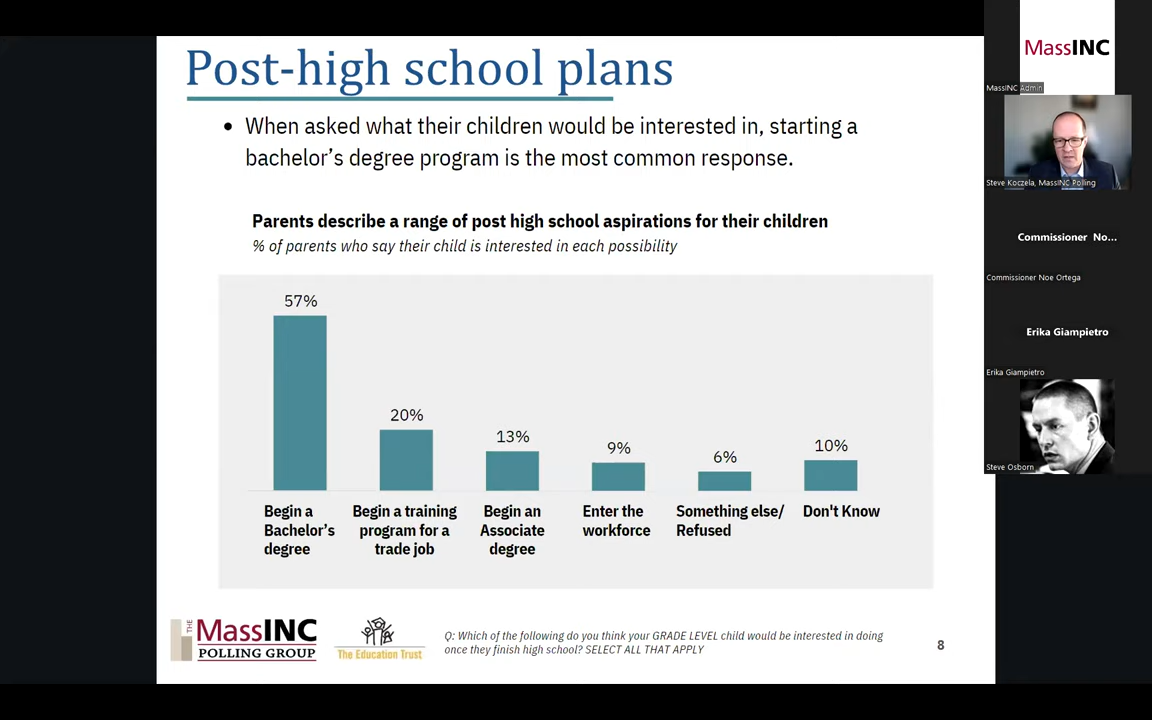 Post-high school plans
• When asked what their children would be interested in, starting a
bachelor's degree program is the most common response.
Parents describe a range of post high school aspirations for their children
% of parents who say their child is interested in each possibility
57%
20%
13%
9%
6%
10%
Begin a
Bachelor's
degree
Begin a training
program for a
trade job
Begin an
Associate
degree
Enter the
workforce
Something else/
Refused
Don't Know
THE
MassINC
POLLING GROUP
The Education Trust
Q: Which of the following do you think your GRADE LEVEL child would be interested in doing
once they finish high school? SELECT ALL THAT APPLY
8
MassINC
MassINC Admin
Steve Koczela, MassINC Polling
Commissioner No...
Commissioner Noe Ortega
Erika Giampietro
Erika Giampietro
Steve Osborn